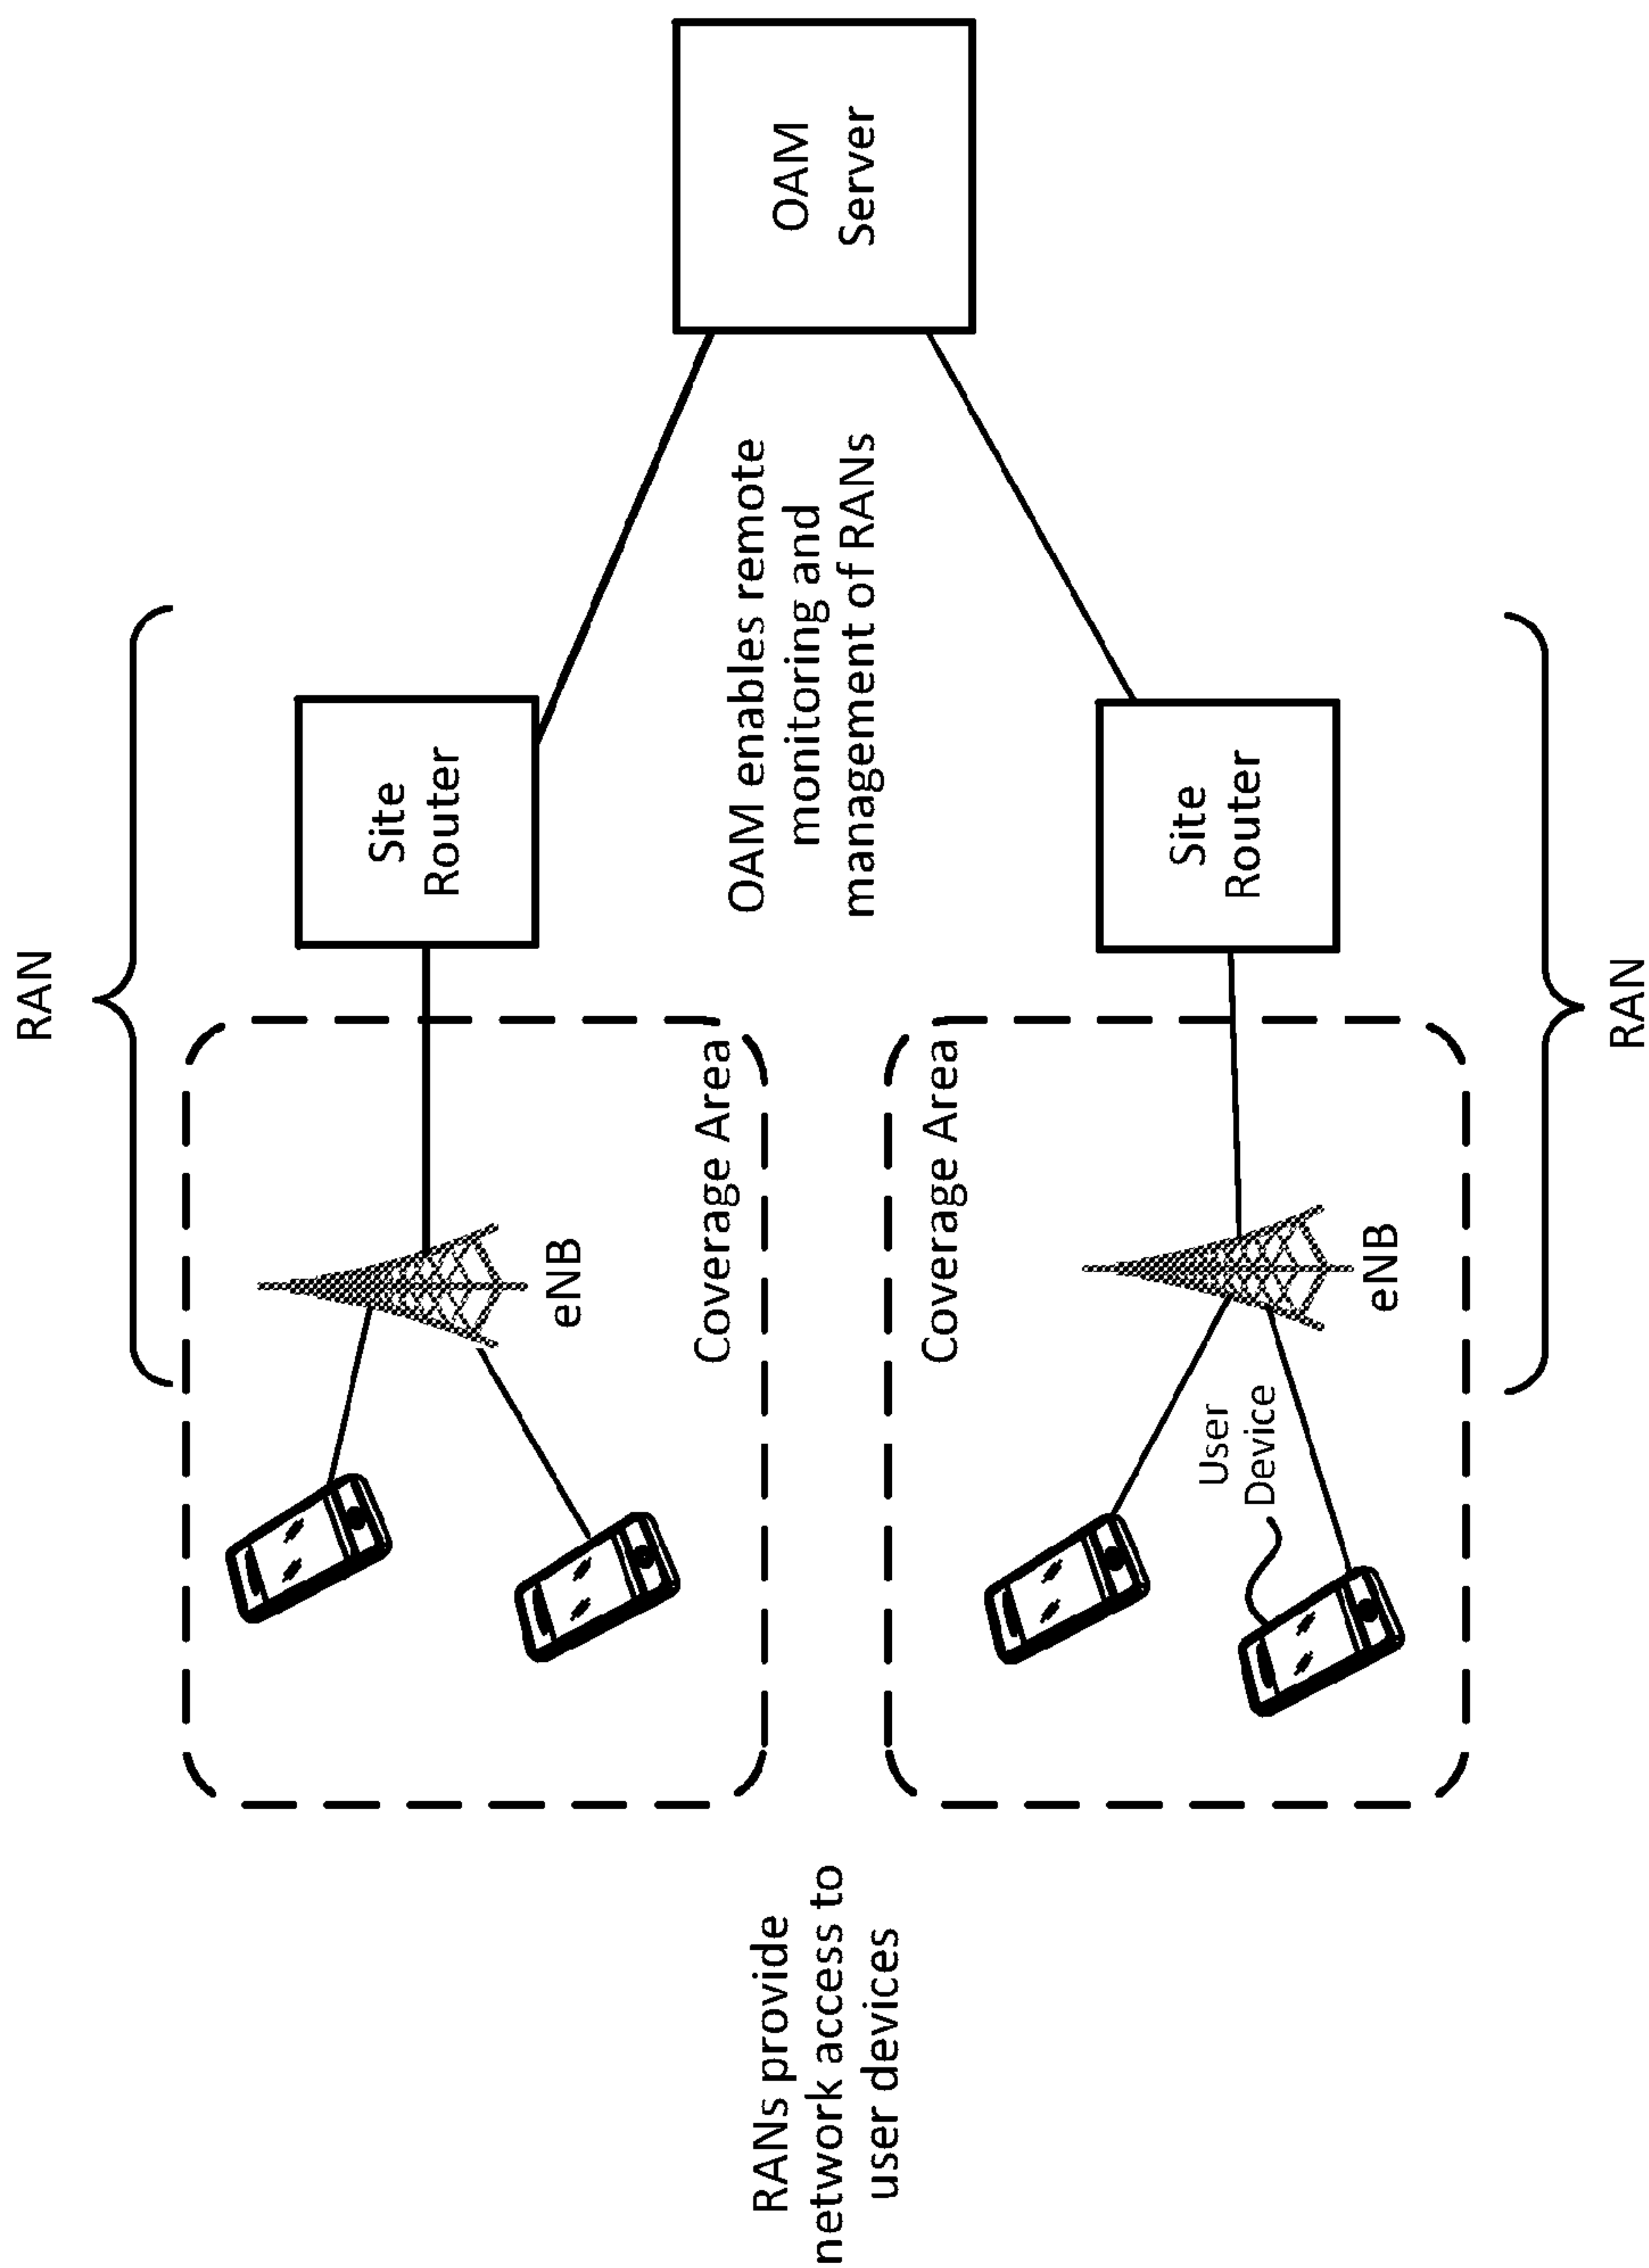 RAN
Site
Router
eNB
Coverage Area
OAM
Server
OAM enables remote
monitoring and
management of RANs
RANs provide
network access to
user devices
Coverage Area
User
Device
eNB
Site
Router
RAN